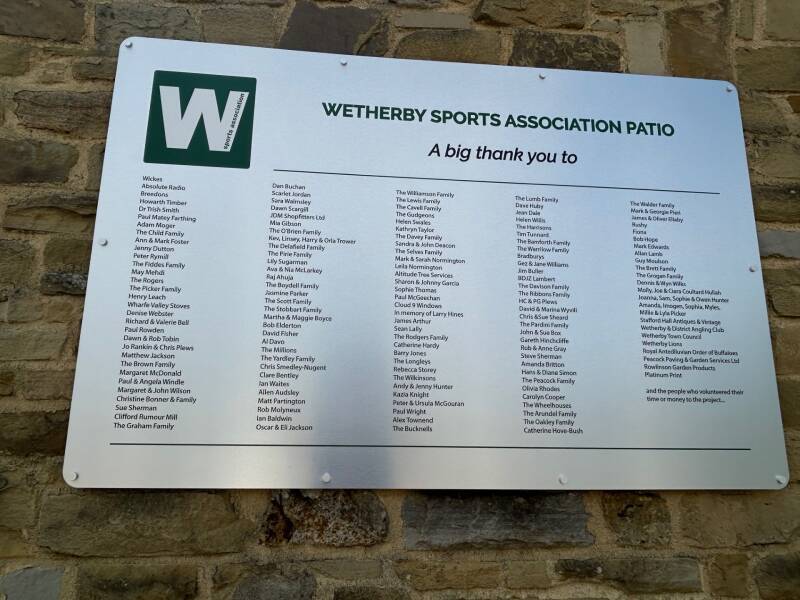 W
sports association
WETHERBY SPORTS ASSOCIATION PATIO
A big thank you to
Wickes
Absolute Radio
Breedons
Howarth Timber
Dr Trish Smith
Paul Matey Farthing
Adam Moger
The Child Family
Ann & Mark Foster
Jenny Dutton
Peter Rymill
The Fiddes Family
May Mehdi
The Rogers
The Picker Family
Henry Leach
Wharfe Valley Stoves
Denise Webster
Richard & Valerie Bell
Paul Rowden
Dawn & Rob Tobin
Jo Rankin & Chris Plews
Matthew Jackson
The Brown Family
Margaret McDonald
Paul & Angela Windle
Margaret & John Wilson
Christine Bonner & Family
Sue Sherman
Clifford Rumour Mill
The Graham Family
Dan Buchan
Scarlet Jordan
Sara Walmsley
Dawn Scargill
JDM Shopfitters Ltd
Mia Gibson
The O'Brien Family
Kev, Linsey, Harry & Orla Trower
The Delafield Family
The Pirie Family
Lily Sugarman
Ava & Nia McLarkey
Raj Ahuja
The Boydell Family
Jasmine Parker
The Scott Family
The Stobbart Family
Martha & Maggie Boyce
Bob Elderton
David Fisher
Al Davo
The Millions
The Yardley Family
Chris Smedley-Nugent
Clare Bentley
Ian Waites
Allen Audsley
Matt Partington
Rob Molyneux
Ian Baldwin
Oscar & Eli Jackson
The Williamson Family
The Lewis Family
The Cavell Family
The Gudgeons
Helen Swales
Kathryn Taylor
The Davey Family
Sandra & John Deacon
The Selves Family
Mark & Sarah Normington
Leila Normington
Altitude Tree Services
Sharon & Johnny Garcia
Sophie Thomas
Paul McGeechan
Cloud 9 Windows
In memory of Larry Hines
James Arthur
Sean Lally
The Rodgers Family
Catherine Hardy
Barry Jones
The Longleys
Rebecca Storey
The Wilkinsons
Andy & Jenny Hunter
Kazia Knight
Peter & Ursula McGouran
Paul Wright
Alex Townend
The Bucknells
The Lumb Family
Dave Huby
Jean Dale
Helen Willis
The Harrisons
Tim Tunnard
The Bamforth Family
The Warrilow Family
Bradburys
Gez & Jane Williams
Jim Buller
BDJZ Lambert
The Davison Family
The Ribbons Family
HC & PG Plews
David & Marina Wyvill
Chris &Sue Sheard
The Pardini Family
John & Sue Box
Gareth Hinchcliffe
Rob & Anne Gray
Steve Sherman
Amanda Britton
Hans & Diane Simon
The Peacock Family
Olivia Rhodes
Carolyn Cooper
The Wheelhouses
The Arundel Family
The Oakley Family
Catherine Hove-Bush
The Walder Family
Mark & Georgie Pieri
James & Oliver Ellaby
Rushy
Fiona
Bob Hope
Mark Edwards
Allan Lamb
Guy Moulson
The Brett Family
The Grogan Family
Dennis & Wyn Wilks
Molly, Joe & Clara Coultard Hullah
Joanna, Sam, Sophie & Owen Hunter
Amanda, Imogen, Sophia, Myles,
Millie & Lyla Picker
Stafford Hall Antiques & Vintage
Wetherby & District Angling Club
Wetherby Town Council
Wetherby Lions
Royal Antediluvian Order of Buffaloes
Peacock Paving & Garden Services Ltd
Rowlinson Garden Products
Platinum Print
and the people who volunteered their
time or money to the project...